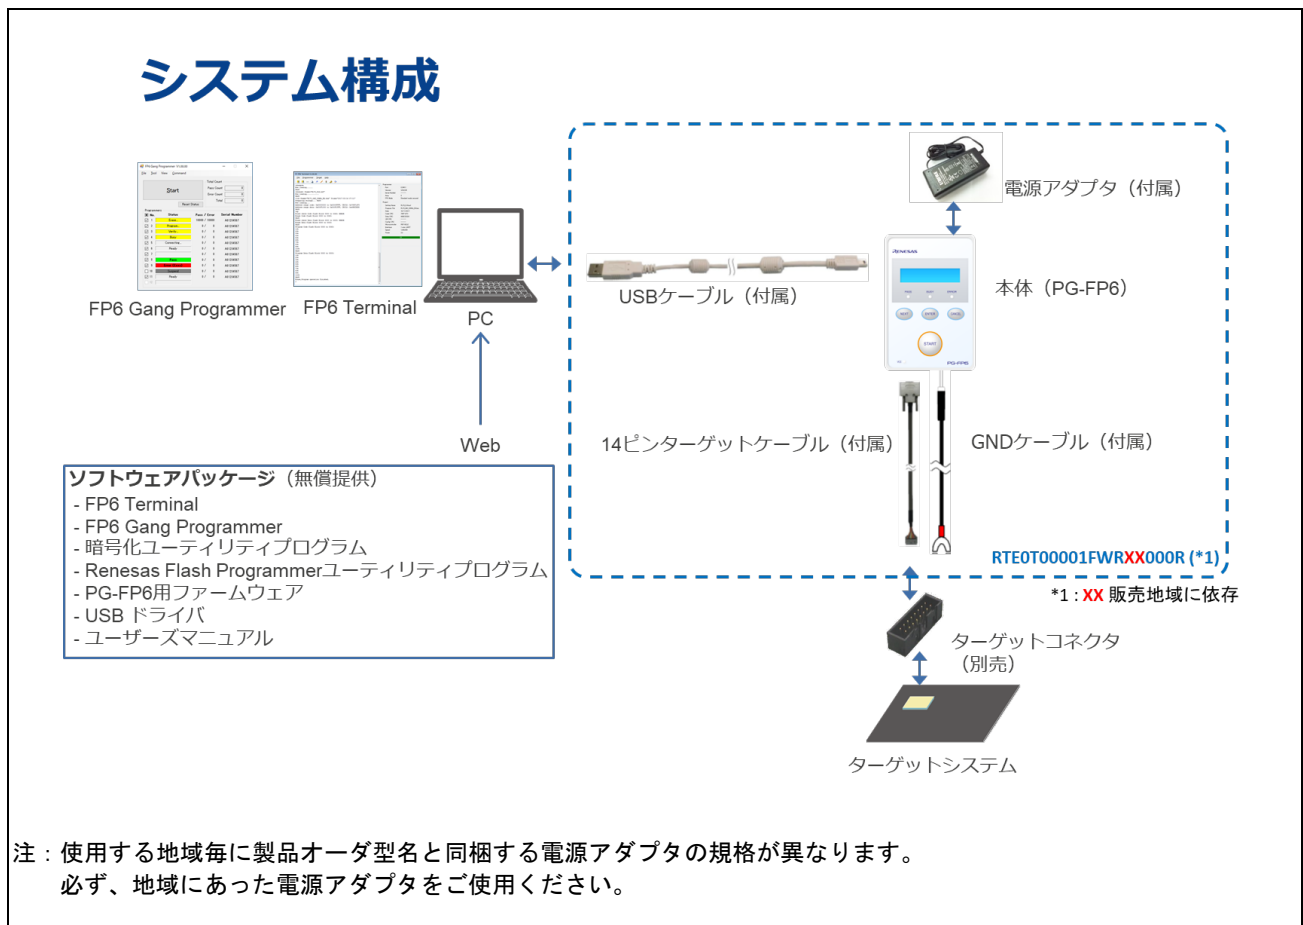 システム構成
電源アダプタ（付属）
FP6 Gang Programmer
Start
RENESAS
本体（PG-FP6）
START
PG-FP6
USBケーブル（付属）
FP6 Gang Programmer
FP6 Terminal
PC
Web
14ピンターゲットケーブル（付属）
GNDケーブル（付属）
ソフトウェアパッケージ（無償提供）
- FP6 Terminal
- FP6 Gang Programmer
- 暗号化ユーティリティプログラム
- Renesas Flash Programmerユーティリティプログラム
- PG-FP6用ファームウェア
- USB ドライバ
- ユーザーズマニュアル
RTE0T00001FWRXX000R (*1)
*1 : XX 販売地域に依存
ターゲットコネクタ
（別売）
ターゲットシステム
注：使用する地域毎に製品オーダ型名と同梱する電源アダプタの規格が異なります。
必ず、地域にあった電源アダプタをご使用ください。